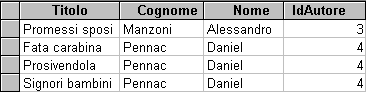 Titolo Cognome Nome IdAutore
Promessi sposi Manzoni Alessandro 3
Fata carabina Pennac Daniel 4
Prosivendola Pennac Daniel 4
Signori bambini Pennac Daniel 4